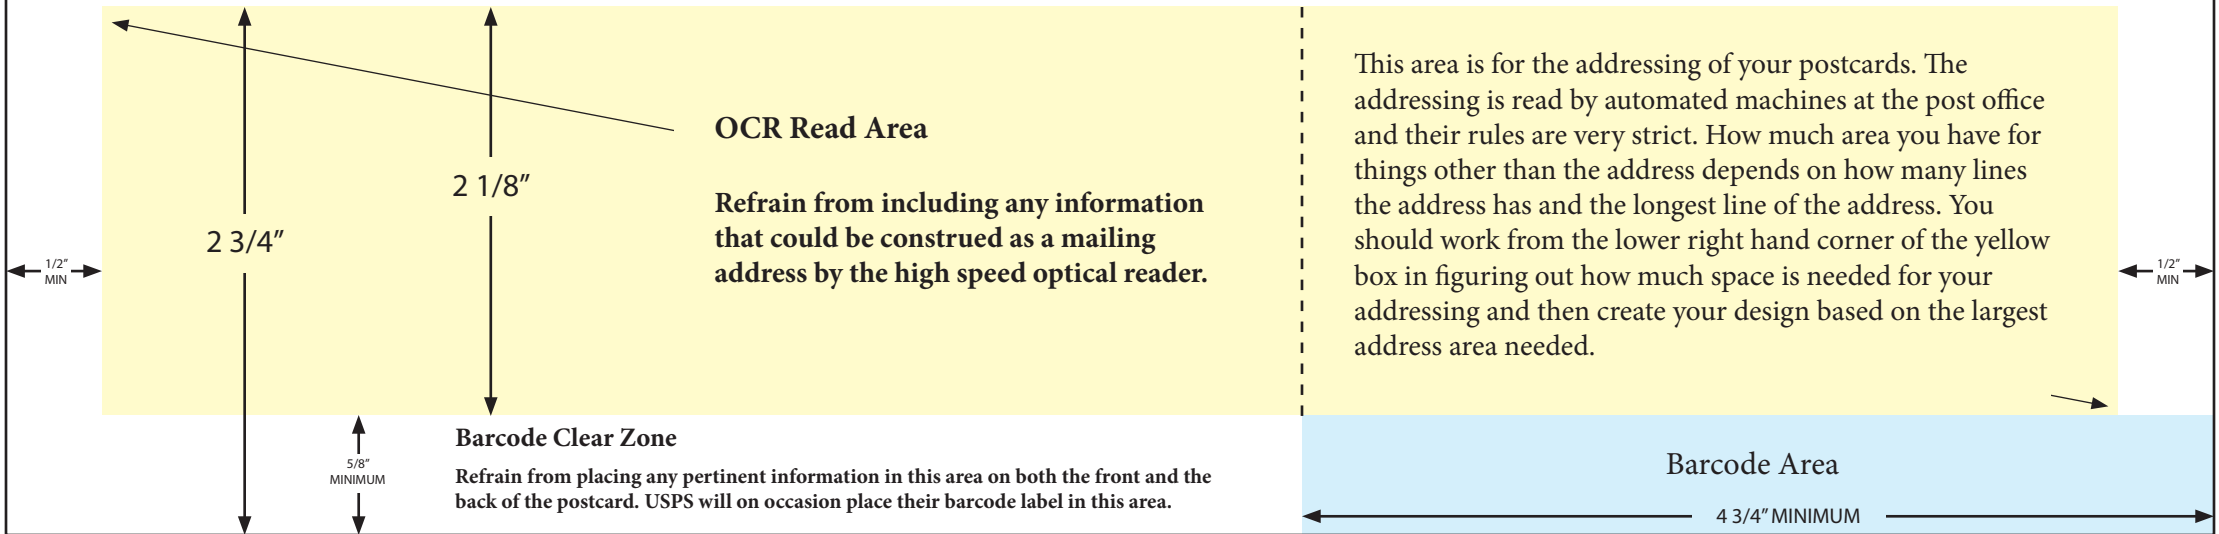 OCR Read Area
Refrain from including any information
that could be construed as a mailing
address by the high speed optical reader.
This area is for the addressing of your postcards. The
addressing is read by automated machines at the post office
and their rules are very strict. How much area you have for
things other than the address depends on how many lines
the address has and the longest line of the address. You
should work from the lower right hand corner of the yellow
box in figuring out how much space is needed for your
addressing and then create your design based on the largest
address area needed.
2 1/8”
2 3/4”
1/2”
MIN
1/2”
MIN
5/8”
MINIMUM
Barcode Clear Zone
Refrain from placing any pertinent information in this area on both the front and the
back of the postcard. USPS will on occasion place their barcode label in this area.
Barcode Area
4 3/4” MINIMUM